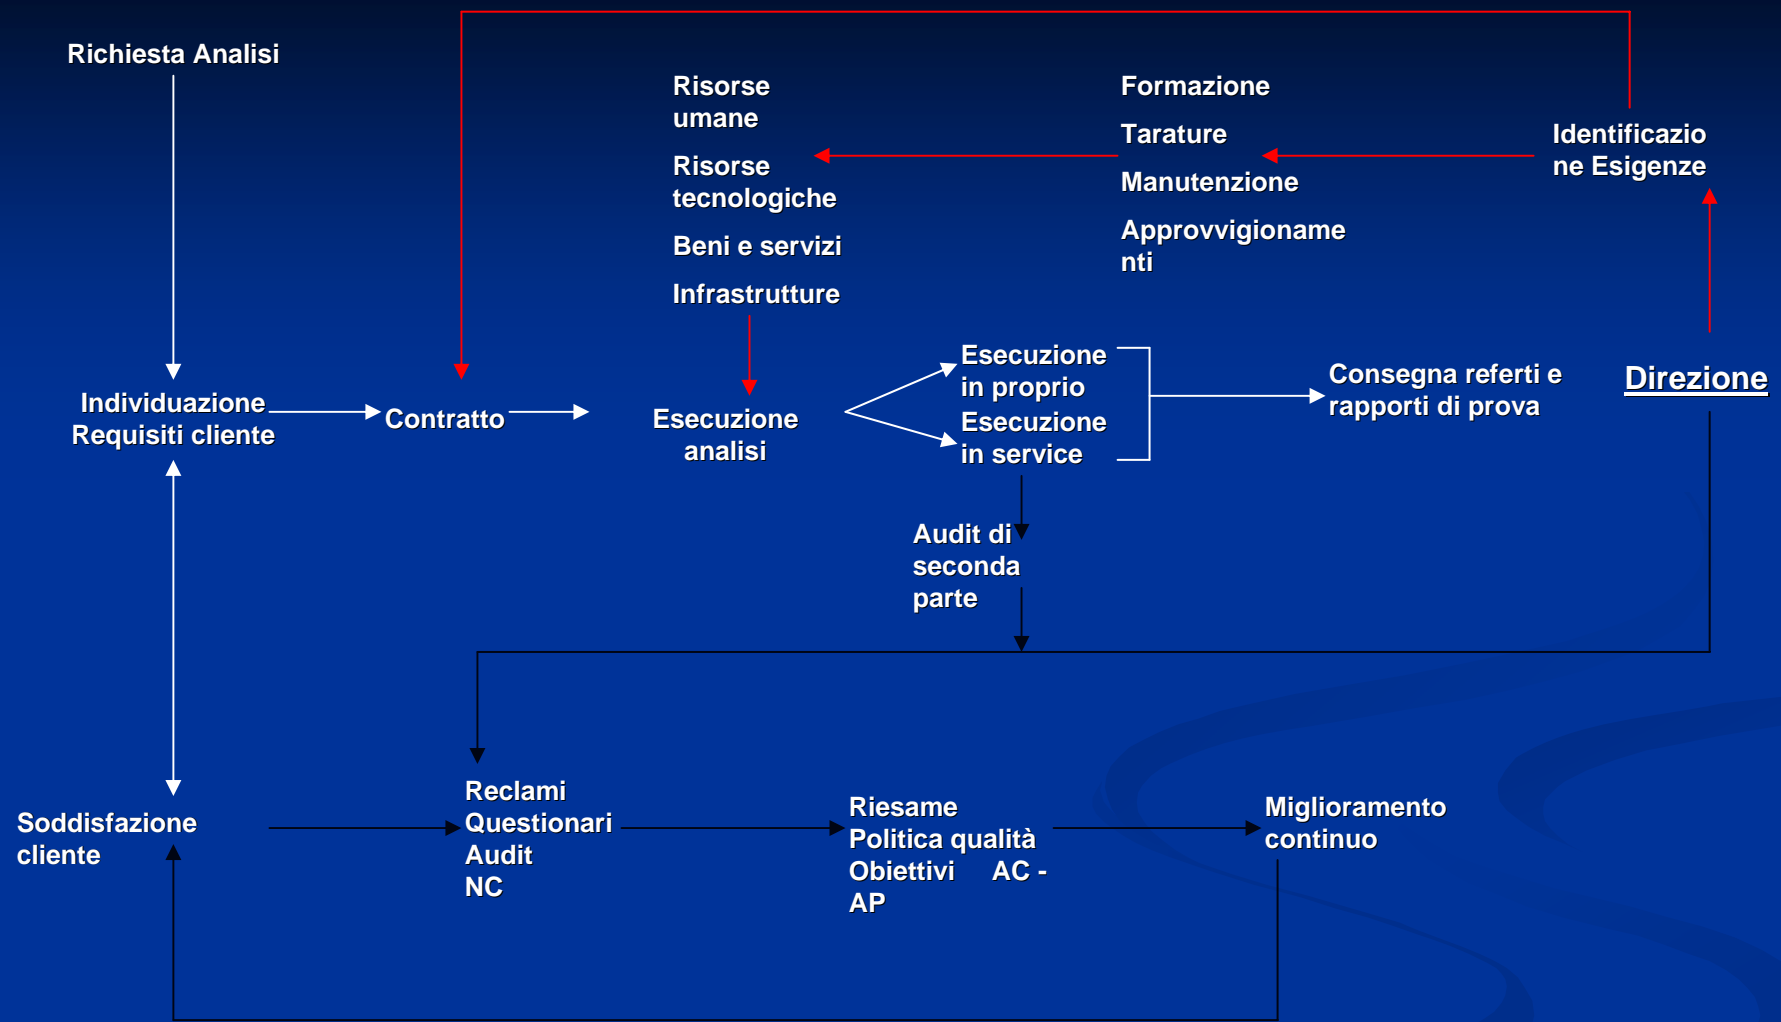 Richiesta Analisi
Risorse
umane
Risorse
tecnologiche
Beni e servizi
Infrastrutture
Formazione
Tarature
Manutenzione
Approvvigioname
nti
Identificazio
ne Esigenze
Individuazione
Requisiti cliente
Contratto
Esecuzione
analisi
Esecuzione
in proprio
Esecuzione
in service
Consegna referti e
rapporti di prova
Direzione
Audit di
seconda
parte
Soddisfazione
cliente
Reclami
Questionari
Audit
NC
Riesame
Politica qualità
Obiettivi AC -
AP
Miglioramento
continuo